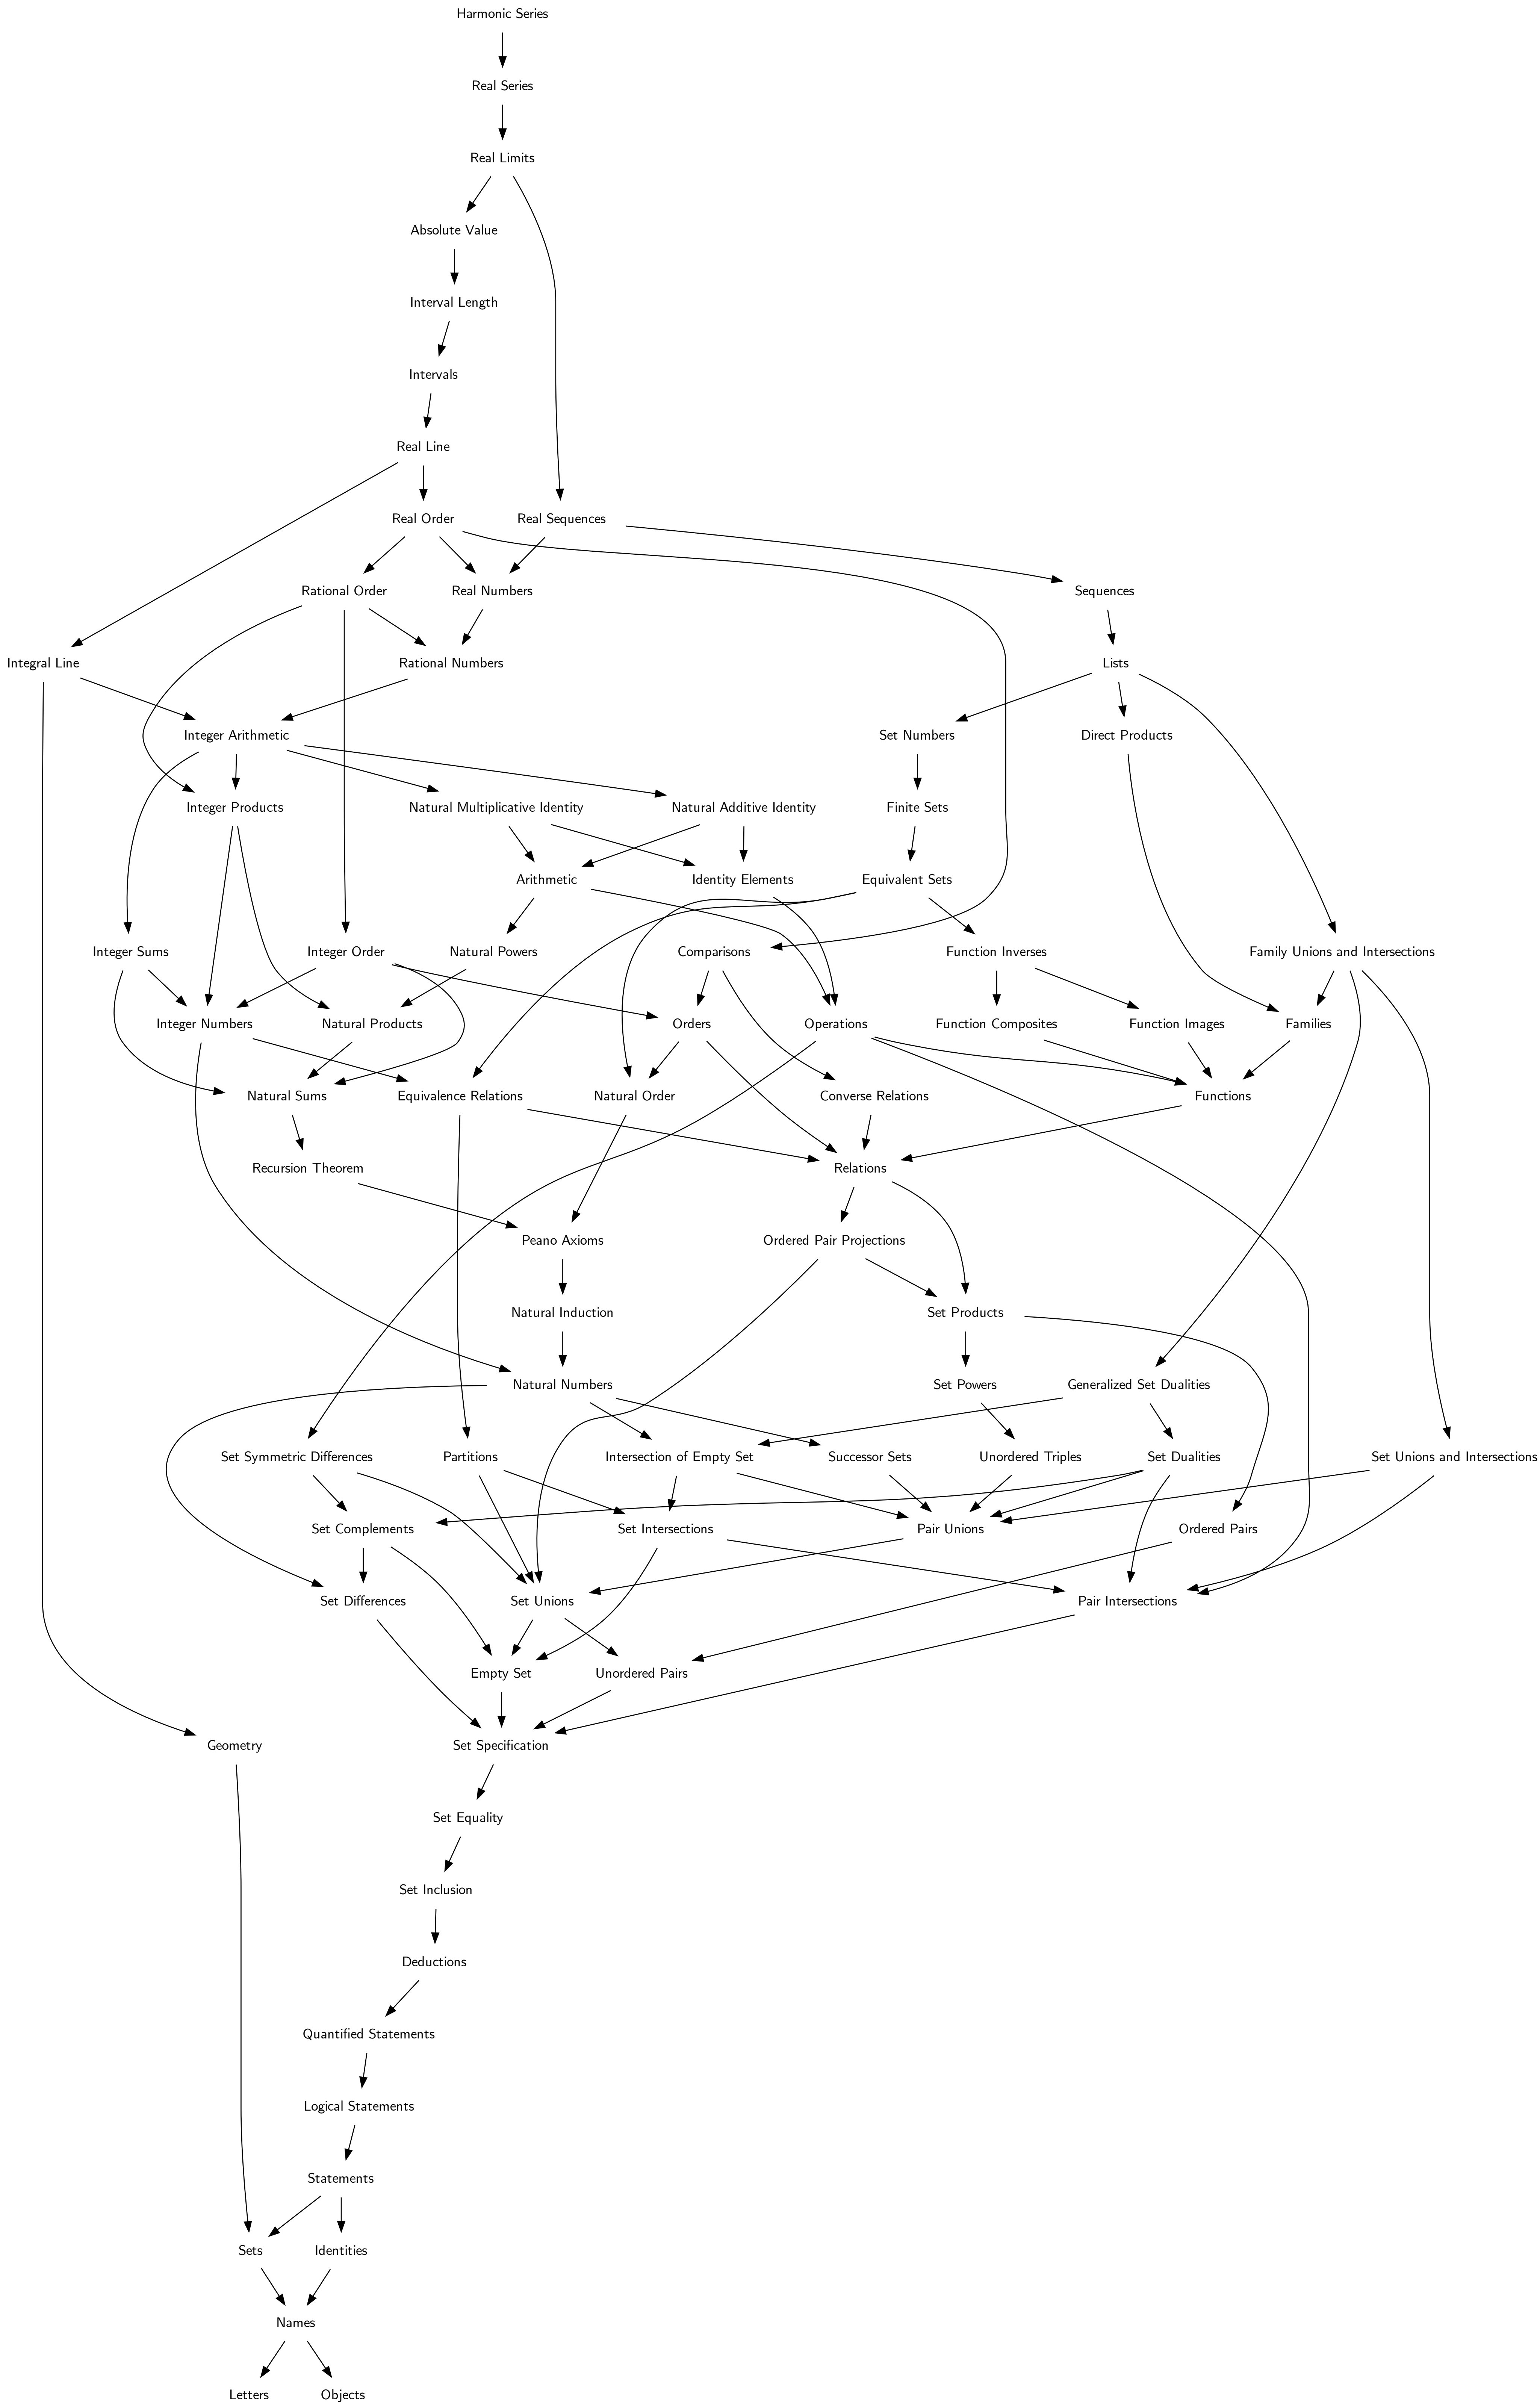 Harmonic Series
Real Series
Real Limits
Absolute Value
Interval Length
Intervals
Real Line
Real Order
Real Sequences
Rational Order
Real Numbers
Sequences
Integral Line
Rational Numbers
Lists
Integer Arithmetic
Set Numbers
Direct Products
Integer Products
Natural Multiplicative Identity
Natural Additive Identity
Finite Sets
Arithmetic
Identity Elements
Equivalent Sets
Integer Sums
Integer Order
Natural Powers
Comparisons
Function Inverses
Family Unions and Intersections
Integer Numbers
Natural Products
Orders
Operations
Function Composites
Function Images
Families
Natural Sums
Equivalence Relations
Natural Order
Converse Relations
Functions
Recursion Theorem
Relations
Peano Axioms
Ordered Pair Projections
Natural Induction
Set Products
Natural Numbers
Set Powers
Generalized Set Dualities
Set Symmetric Differences
Partitions
Intersection of Empty Set
Successor Sets
Unordered Triples
Set Dualities
Set Unions and Intersections
Set Complements
Set Intersections
Pair Unions
Ordered Pairs
Set Differences
Set Unions
Pair Intersections
Empty Set
Unordered Pairs
Geometry
Set Specification
Set Equality
Set Inclusion
Deductions
Quantified Statements
Logical Statements
Statements
Sets
Identities
Names
Letters
Objects